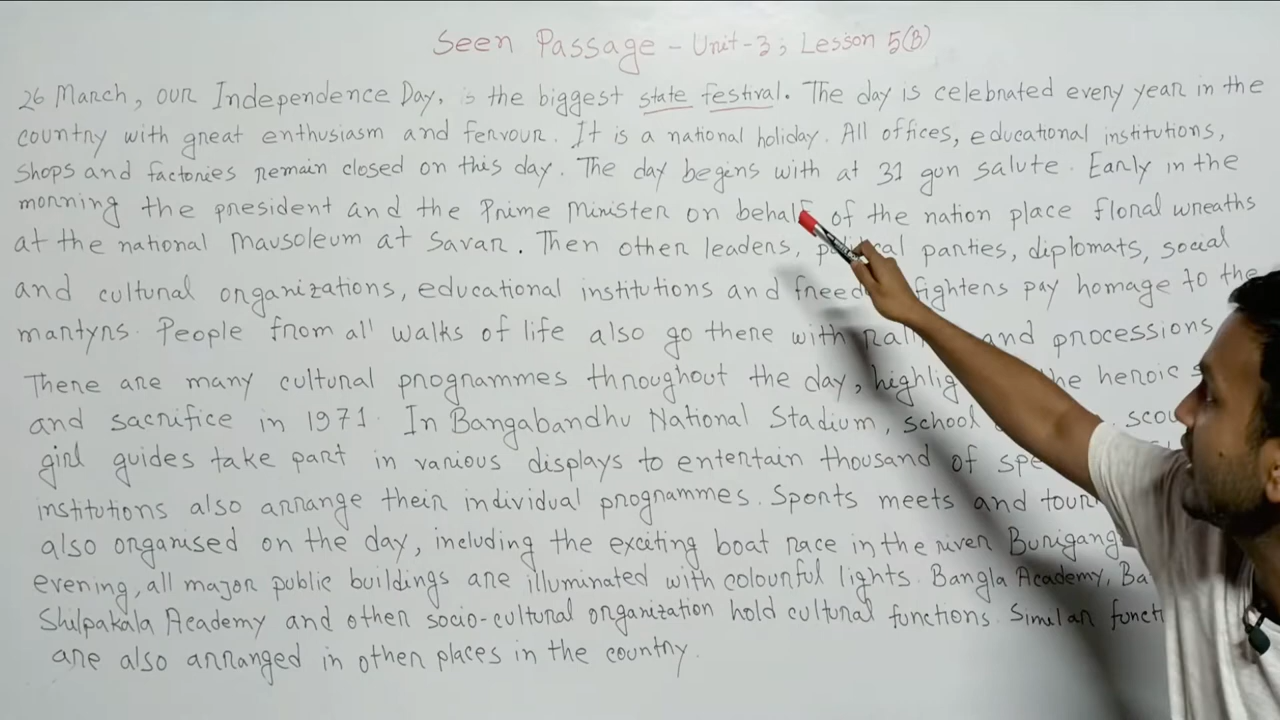 Seen Passage - Unit-3; Lesson 5(B)
26 March, our Independence Day, is the biggest state festival. The day is celebrated every year in the
country with great enthusiasm and fervour. It is a national holiday. All offices, educational institutions,
shops and factories remain closed on this day. The day begins with at 31 gun salute. Early in the
morning the president and the Prime Minister on behalf of the nation place floral wreaths
at the national Mausoleum at Savar. Then other leaders, parties, diplomats, social
and cultural organizations, educational institutions and fighters pay homage to the
martyrs. People from all walks of life also go there with and processions
There are many cultural programmes throughout the day, the heroic
and sacrifice in 1971. In Bangabandhu National Stadium, school
girl guides take part in various displays to entertain thousand of
institutions also arrange their individual programmes. Sports meets and
also organised on the day, including the exciting boat race in the river
evening, all major public buildings are illuminated with colourful lights. Bangla Academy,
Shilpakala Academy and other socio-cultural organization hold cultural functions. Similar
are also arranged in other places in the country.